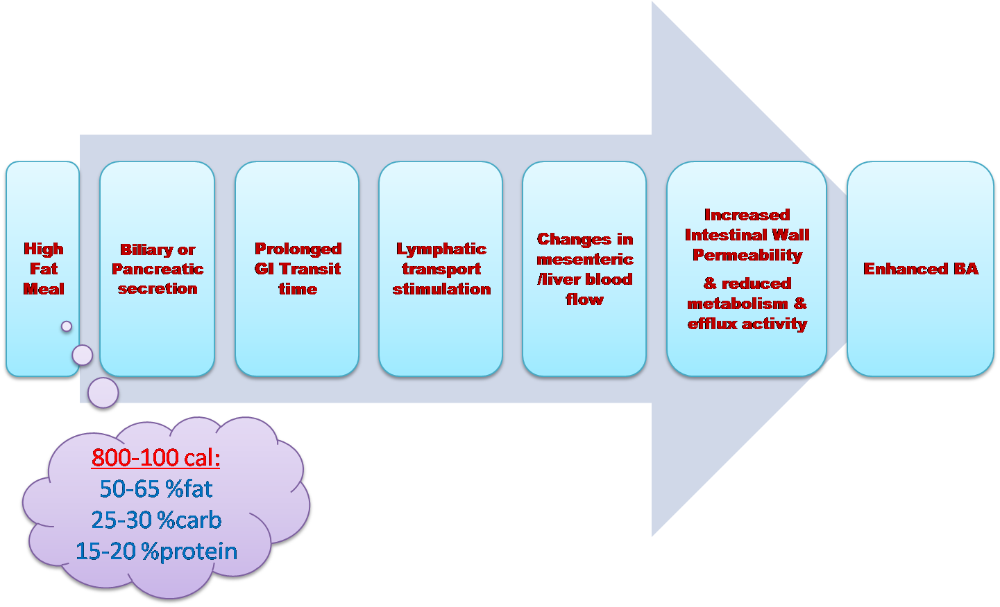 High
Fat
Meal
Biliary or
Pancreatic
secretion
Prolonged
GI Transit
time
Lymphatic
transport
stimulation
Changes in
mesenteric
/liver blood
flow
Increased
Intestinal Wall
Permeability
& reduced
metabolism &
efflux activity
Enhanced BA
800-100 cal:
50-65 %fat
25-30 %carb
15-20 %protein